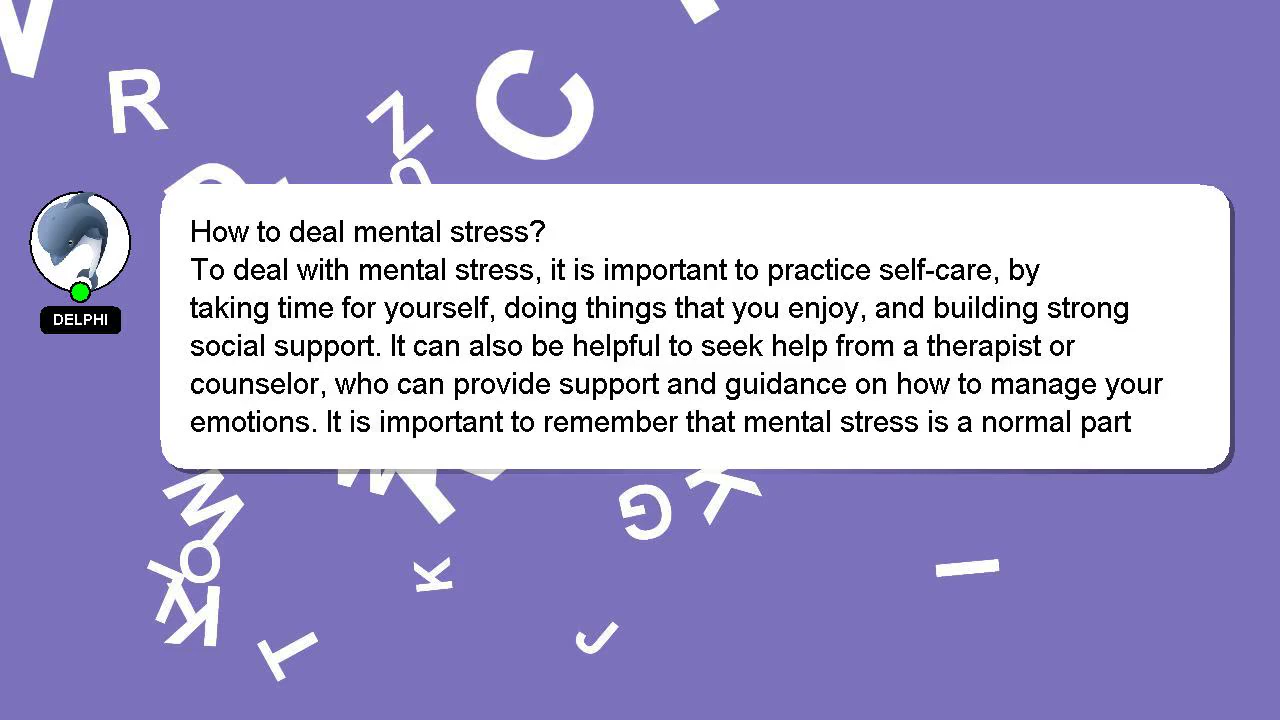 V
R
N
C
U
DELPHI
How to deal mental stress?
To deal with mental stress, it is important to practice self-care, by
taking time for yourself, doing things that you enjoy, and building strong
social support. It can also be helpful to seek help from a therapist or
counselor, who can provide support and guidance on how to manage your
emotions. It is important to remember that mental stress is a normal part
W
O
K
T
K
J
G
K
I